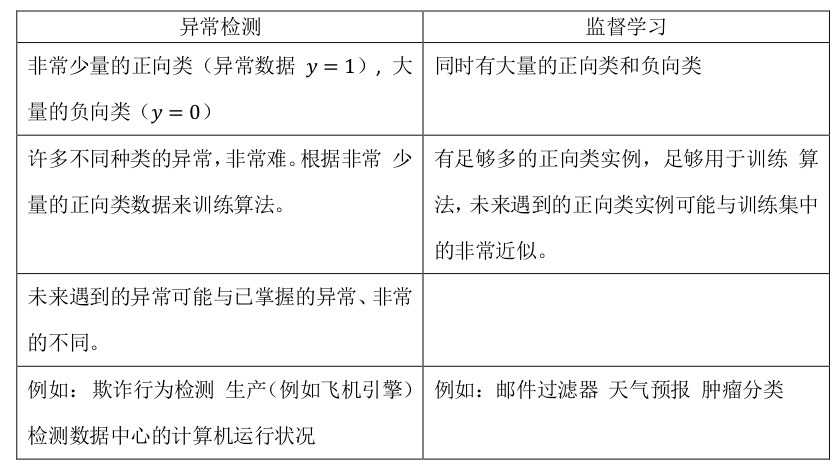 异常检测
监督学习
非常少量的正向类（异常数据 y = 1），大
量的负向类（y = 0）
同时有大量的正向类和负向类
许多不同种类的异常，非常难。根据非常 少
量的正向类数据来训练算法。
有足够多的正向类实例，足够用于训练 算
法，未来遇到的正向类实例可能与训练集中
的非常近似。
未来遇到的异常可能与已掌握的异常、非常
的不同。
例如： 欺诈行为检测 生产（例如飞机引擎）
检测数据中心的计算机运行状况
例如：邮件过滤器 天气预报 肿瘤分类